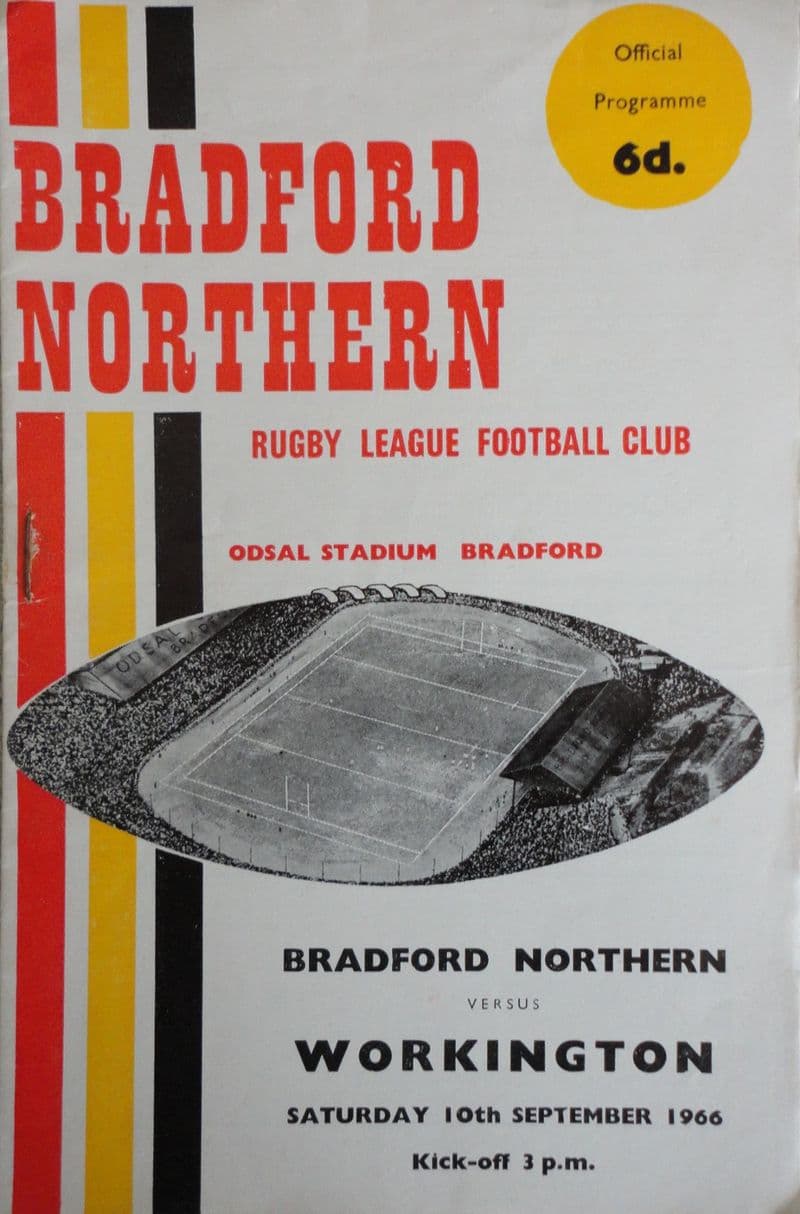 Official
Programme
6d.
BRADFORD
NORTHERN
RUGBY LEAGUE FOOTBALL CLUB
ODSAL STADIUM BRADFORD
ODSAL
BRADFORD NORTHERN
VERSUS
WORKINGTON
SATURDAY 10th SEPTEMBER 1966
Kick-off 3 p.m.